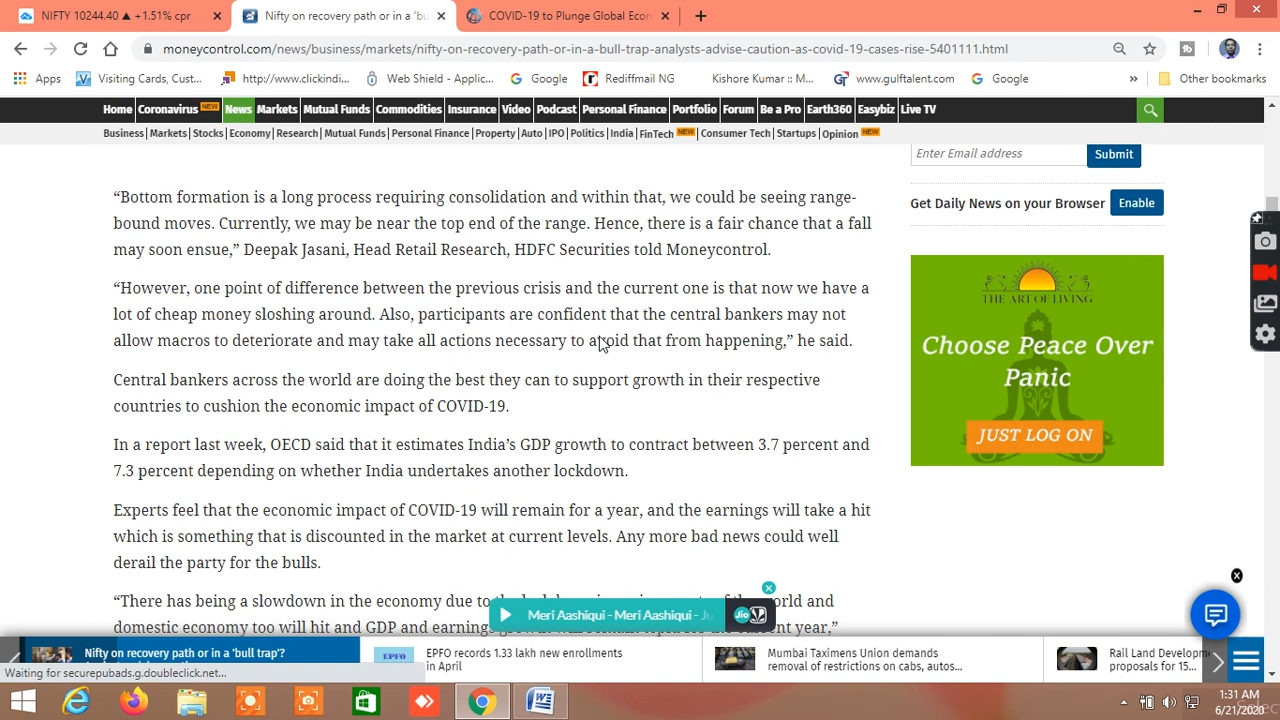 NIFTY 10244.40 ▲ +1.51% cpr
Nifty on recovery path or in a 'bu
COVID-19 to Plunge Global Econ
moneycontrol.com/news/business/markets/nifty-on-recovery-path-or-in-a-bull-trap-analysts-advise-caution-as-covid-19-cases-rise-5401111.html
Apps
Visiting Cards, Cust...
http://www.clickindi...
Web Shield - Applic...
Google
Rediffmail NG
Kishore Kumar :: M...
www.gulftalent.com
Google
»
Other bookmarks
Home Coronavirus NEW News Markets Mutual Funds Commodities Insurance Video Podcast Personal Finance Portfolio Forum Be a Pro Earth360 Easybiz Live TV
Business | Markets | Stocks | Economy | Research | Mutual Funds | Personal Finance | Property | Auto | IPO | Politics | India | FinTech NEW | Consumer Tech | Startups | Opinion NEW
Enter Email address
Submit
Get Daily News on your Browser
Enable
“Bottom formation is a long process requiring consolidation and within that, we could be seeing range-
bound moves. Currently, we may be near the top end of the range. Hence, there is a fair chance that a fall
may soon ensue,” Deepak Jasani, Head Retail Research, HDFC Securities told Moneycontrol.
“However, one point of difference between the previous crisis and the current one is that now we have a
lot of cheap money sloshing around. Also, participants are confident that the central bankers may not
allow macros to deteriorate and may take all actions necessary to avoid that from happening,” he said.
Central bankers across the world are doing the best they can to support growth in their respective
countries to cushion the economic impact of COVID-19.
In a report last week, OECD said that it estimates India’s GDP growth to contract between 3.7 percent and
7.3 percent depending on whether India undertakes another lockdown.
Experts feel that the economic impact of COVID-19 will remain for a year, and the earnings will take a hit
which is something that is discounted in the market at current levels. Any more bad news could well
derail the party for the bulls.
“There has being a slowdown in the economy due to the world and
domestic economy too will hit and GDP and earnings year,”
THE ART OF LIVING
Choose Peace Over
Panic
JUST LOG ON
Meri Aashiqui - Meri Aashiqui - Ju
Jio
Nifty on recovery path or in a 'bull trap'?
EPFO
EPFO records 1.33 lakh new enrollments
in April
Mumbai Taximens Union demands
removal of restrictions on cabs, autos...
Rail Land Developm
proposals for 15...
Waiting for securepubads.g.doubleclick.net...
1:31 AM
6/21/2020